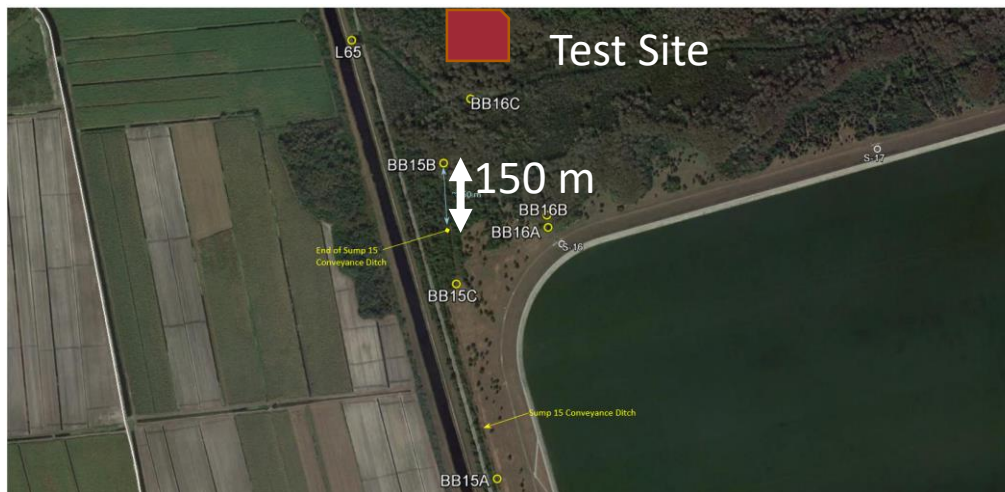 Test Site
L65
BB16C
S-17
BB15B
150 m
BB16B
BB16A
S-16
End of Sump 15
Conveyance Ditch
BB15C
Sump 15 Conveyance Ditch
BB15A